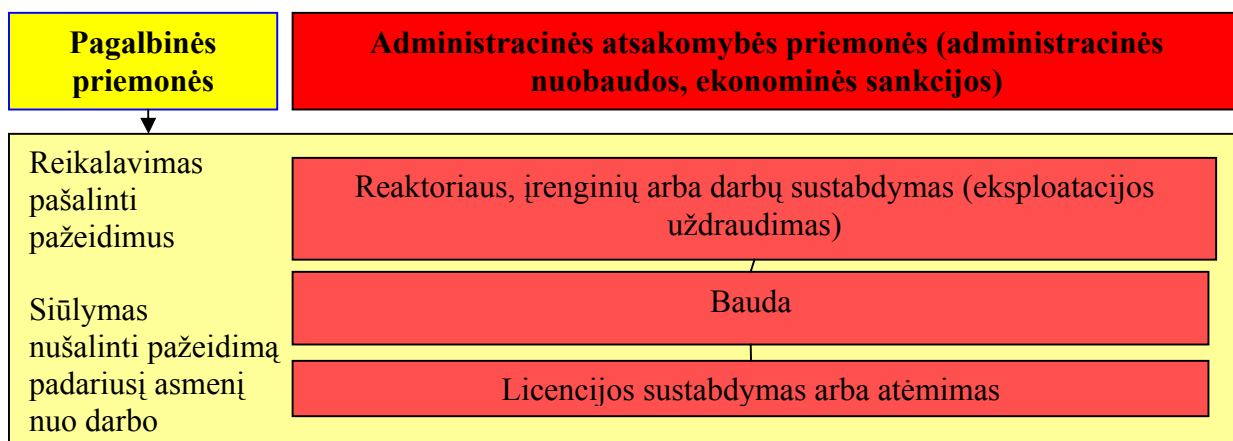 Pagalbinės
priemonės
Administracinės atsakomybės priemonės (administracinės
nuobaudos, ekonominės sankcijos)
Reikalavimas
pašalinti
pažeidimus
Siūlymas
nušalinti pažeidimą
padariusį asmenį
nuo darbo
Reaktoriaus, įrenginių arba darbų sustabdymas (eksploatacijos
uždraudimas)
Bauda
Licencijos sustabdymas arba atėmimas